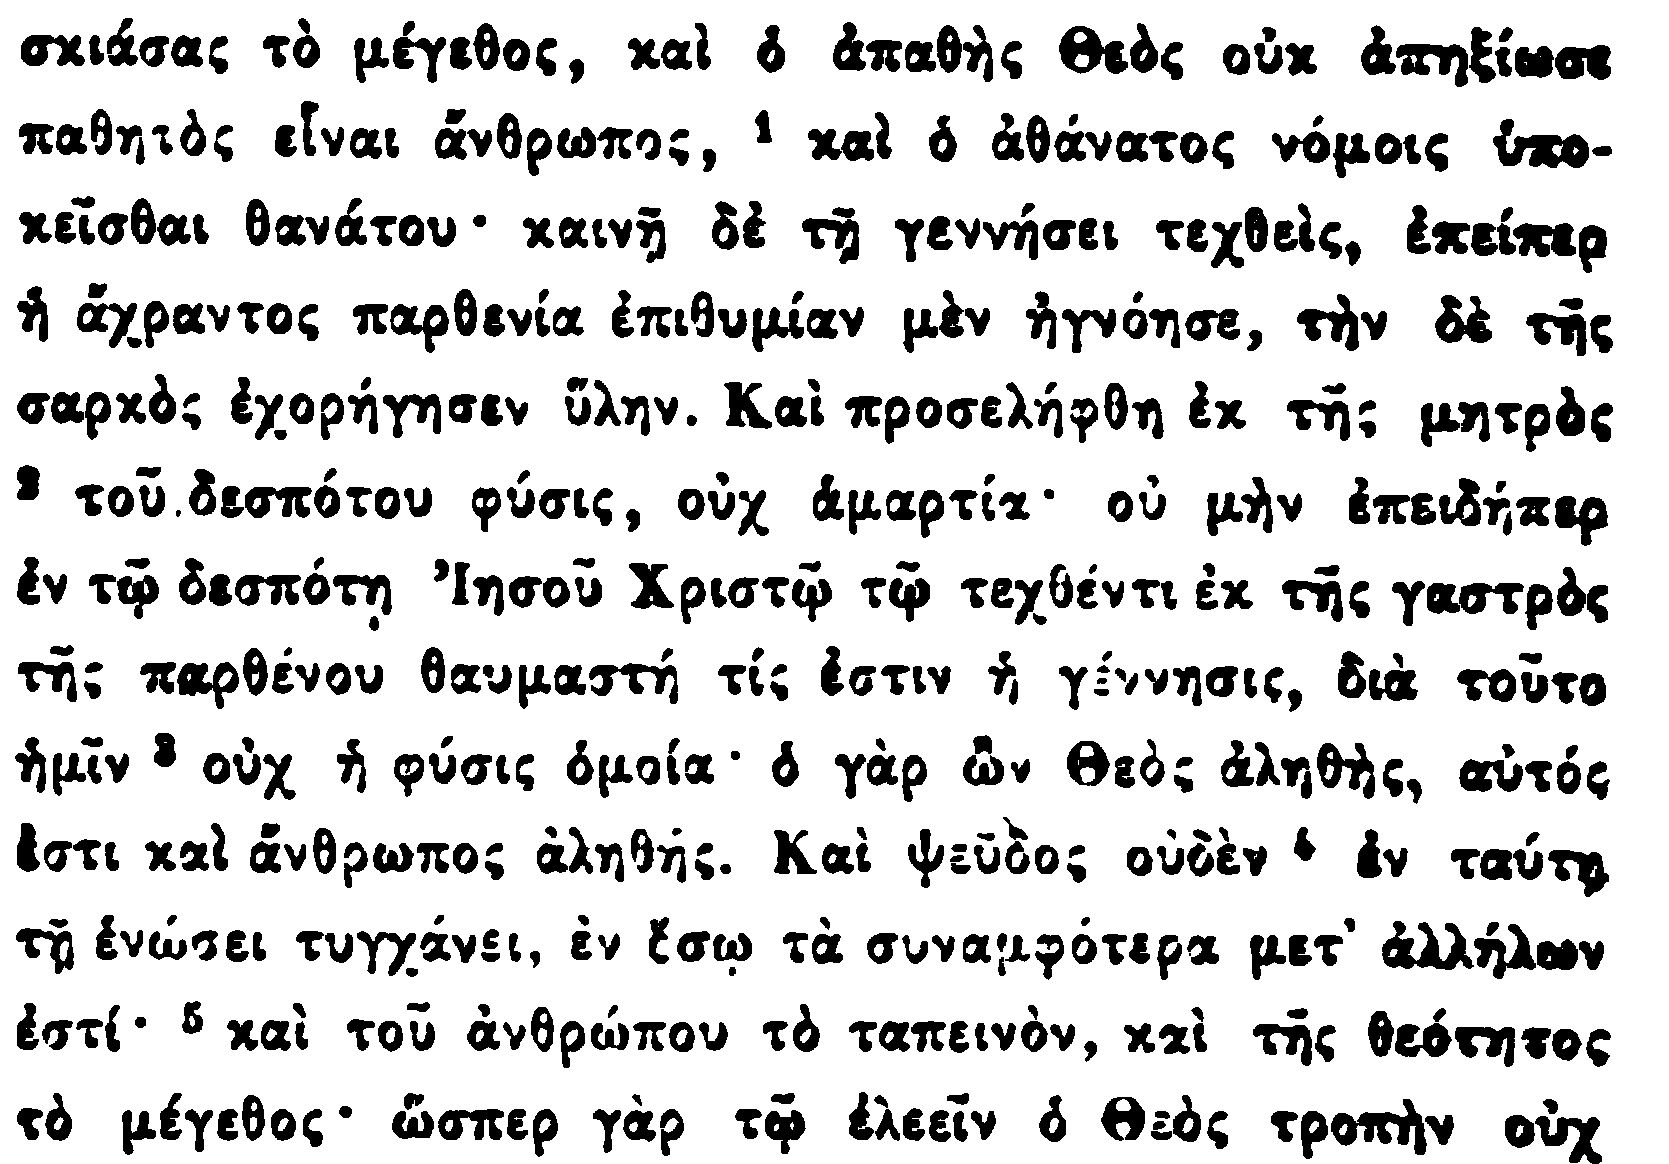 σκιάσας τὸ μέγεθος, καὶ ὁ ἀπαθὴς Θεὸς οὐκ ἀπηξίωσε
παθητὸς εἶναι ἄνθρωπος, ¹ καὶ ὁ ἀθάνατος νόμοις ὑπο-
κεῖσθαι θανάτου· καινῇ δὲ τῇ γεννήσει τεχθεὶς, ἐπείπερ
ἡ ἄχραντος παρθενία ἐπιθυμίαν μὲν ἠγνόησε, τὴν δὲ τῆς
σαρκὸς ἐχορήγησεν ὕλην. Καὶ προσελήφθη ἐκ τῆς μητρὸς
² τοῦ δεσπότου φύσις, οὐχ ἁμαρτία· οὐ μὴν ἐπειδήπερ
ἐν τῷ δεσπότῃ Ἰησοῦ Χριστῷ τῷ τεχθέντι ἐκ τῆς γαστρὸς
τῆς παρθένου θαυμαστή τίς ἐστιν ἡ γέννησις, διὰ τοῦτο
ἡμῖν ³ οὐχ ἡ φύσις ὁμοία· ὁ γὰρ ὢν Θεὸς ἀληθὴς, αὐτός
ἐστι καὶ ἄνθρωπος ἀληθής. Καὶ ψεῦδος οὐδὲν ⁴ ἐν ταύτῃ
τῇ ἑνώσει τυγχάνει, ἐν ὅσῳ τὰ συναμφότερα μετ' ἀλλήλων
ἐστί· ⁵ καὶ τοῦ ἀνθρώπου τὸ ταπεινὸν, καὶ τῆς θεότητος
τὸ μέγεθος· ὥσπερ γὰρ τῷ ἐλεεῖν ὁ Θεὸς τροπὴν οὐχ